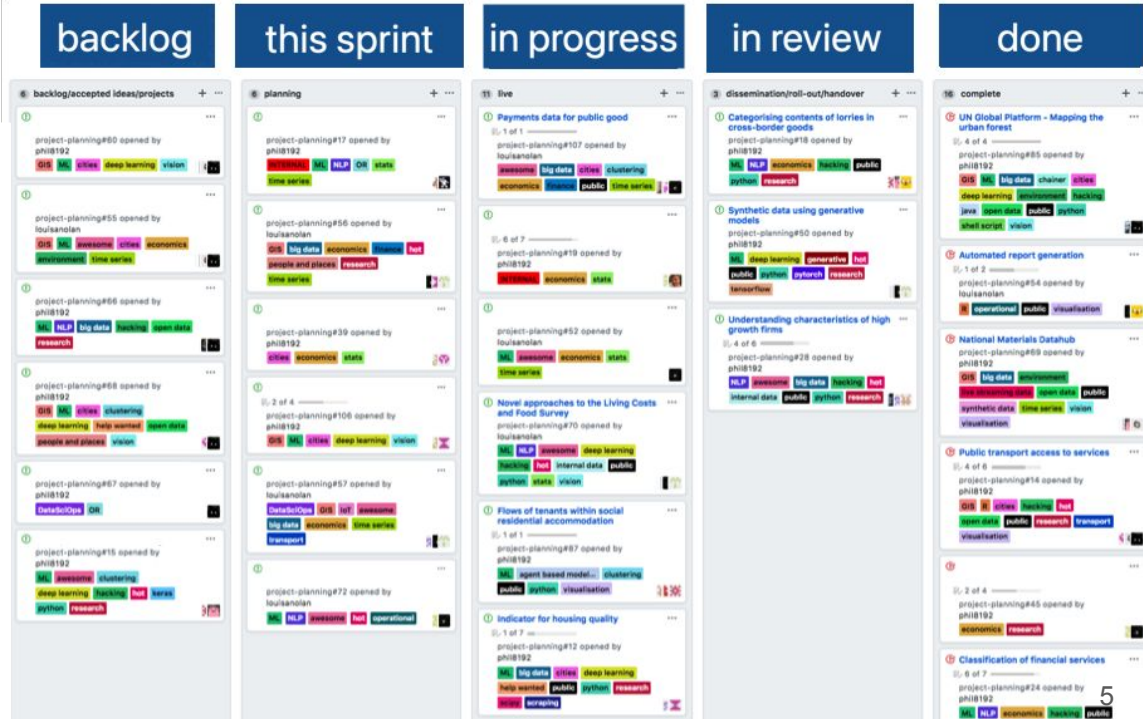 backlog
this sprint
in progress
in review
done
6 backlog/accepted ideas/projects
project-planning#60 opened by
phil8192
GIS ML cities deep learning vision
project-planning#55 opened by
louisanolan
GIS ML awesome cities economics
environment time series
project-planning#66 opened by
phil8192
ML NLP big data hacking open data
research
project-planning#68 opened by
phil8192
GIS ML cities clustering
deep learning help wanted open data
people and places vision
project-planning#67 opened by
phil8192
DataSciOps OR
project-planning#15 opened by
phil8192
ML awesome clustering
deep learning hacking hot keras
python research
6 planning
project-planning#17 opened by
phil8192
INTERNAL ML NLP OR stats
time series
project-planning#56 opened by
louisanolan
GIS big data economics finance hot
people and places research
time series
project-planning#39 opened by
phil8192
cities economics stats
2 of 4
project-planning#106 opened by
phil8192
GIS ML cities deep learning vision
project-planning#57 opened by
louisanolan
DataSciOps GIS IoT awesome
big data economics time series
transport
project-planning#72 opened by
louisanolan
ML NLP awesome hot operational
11 live
Payments data for public good
1 of 1
project-planning#107 opened by
louisanolan
awesome big data cities clustering
economics finance public time series
6 of 7
project-planning#19 opened by
phil8192
INTERNAL economics stats
project-planning#52 opened by
phil8192
ML awesome economics stats
time series
Novel approaches to the Living Costs
and Food Survey
project-planning#70 opened by
louisanolan
ML NLP awesome deep learning
hacking hot internal data public
python stats vision
Flows of tenants within social
residential accommodation
1 of 1
project-planning#87 opened by
phil8192
ML agent based model... clustering
public python visualisation
Indicator for housing quality
1 of 7
project-planning#12 opened by
phil8192
ML big data cities deep learning
help wanted public python research
scipy scraping
3 dissemination/roll-out/handover
Categorising contents of lorries in
cross-border goods
project-planning#18 opened by
phil8192
ML NLP economics hacking public
python research
Synthetic data using generative
models
project-planning#50 opened by
phil8192
ML deep learning generative hot
public python pytorch research
tensorflow
Understanding characteristics of high
growth firms
4 of 6
project-planning#28 opened by
phil8192
NLP awesome big data hacking hot
internal data public python research
16 complete
UN Global Platform - Mapping the
urban forest
4 of 4
project-planning#85 opened by
phil8192
GIS ML big data chainer cities
deep learning environment hacking
java open data public python
shell script vision
Automated report generation
1 of 2
project-planning#54 opened by
louisanolan
R operational public visualisation
National Materials Datahub
project-planning#69 opened by
phil8192
GIS big data environment
live streaming data open data public
synthetic data time series vision
visualisation
Public transport access to services
4 of 6
project-planning#14 opened by
phil8192
GIS R cities hacking hot
open data public research transport
visualisation
2 of 4
project-planning#45 opened by
phil8192
economics research
Classification of financial services
6 of 7
project-planning#24 opened by
phil8192
ML NLP economics hacking public
5